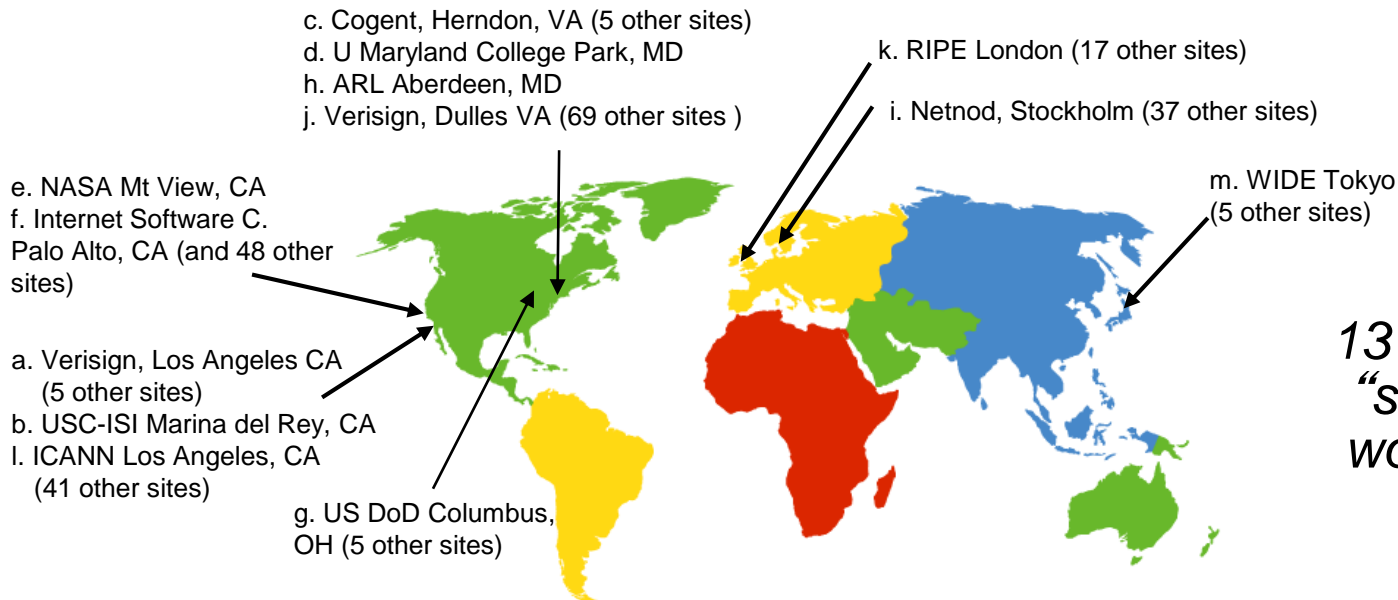 c. Cogent, Herndon, VA (5 other sites)
d. U Maryland College Park, MD
h. ARL Aberdeen, MD
j. Verisign, Dulles VA (69 other sites )
k. RIPE London (17 other sites)
i. Netnod, Stockholm (37 other sites)
m. WIDE Tokyo
(5 other sites)
e. NASA Mt View, CA
f. Internet Software C.
Palo Alto, CA (and 48 other
sites)
a. Verisign, Los Angeles CA
(5 other sites)
b. USC-ISI Marina del Rey, CA
l. ICANN Los Angeles, CA
(41 other sites)
g. US DoD Columbus,
OH (5 other sites)
13